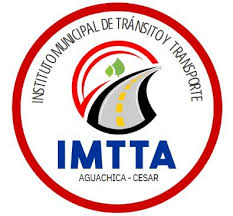 INSTITUTO MUNICIPAL DE TRÁNSITO Y TRANSPORTE
IMTTA
AGUACHICA - CESAR